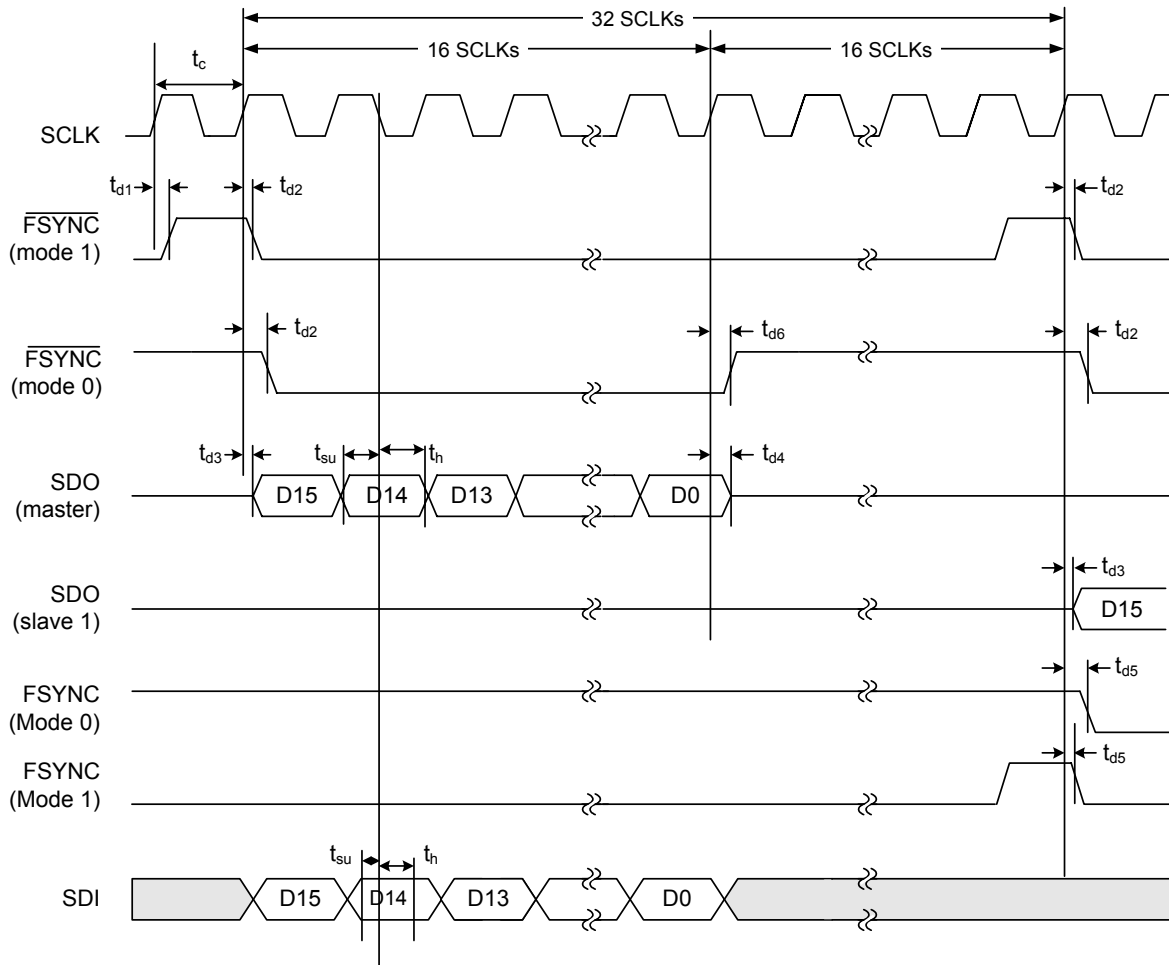 32 SCLKs
16 SCLKs
16 SCLKs
tc
SCLK
td1
td2
td2
FSYNC
(mode 1)
td2
td6
td2
FSYNC
(mode 0)
td3
tsu
th
td4
SDO
(master)
D15
D14
D13
D0
td3
SDO
(slave 1)
D15
td5
FSYNC
(Mode 0)
td5
FSYNC
(Mode 1)
tsu
th
SDI
D15
D14
D13
D0